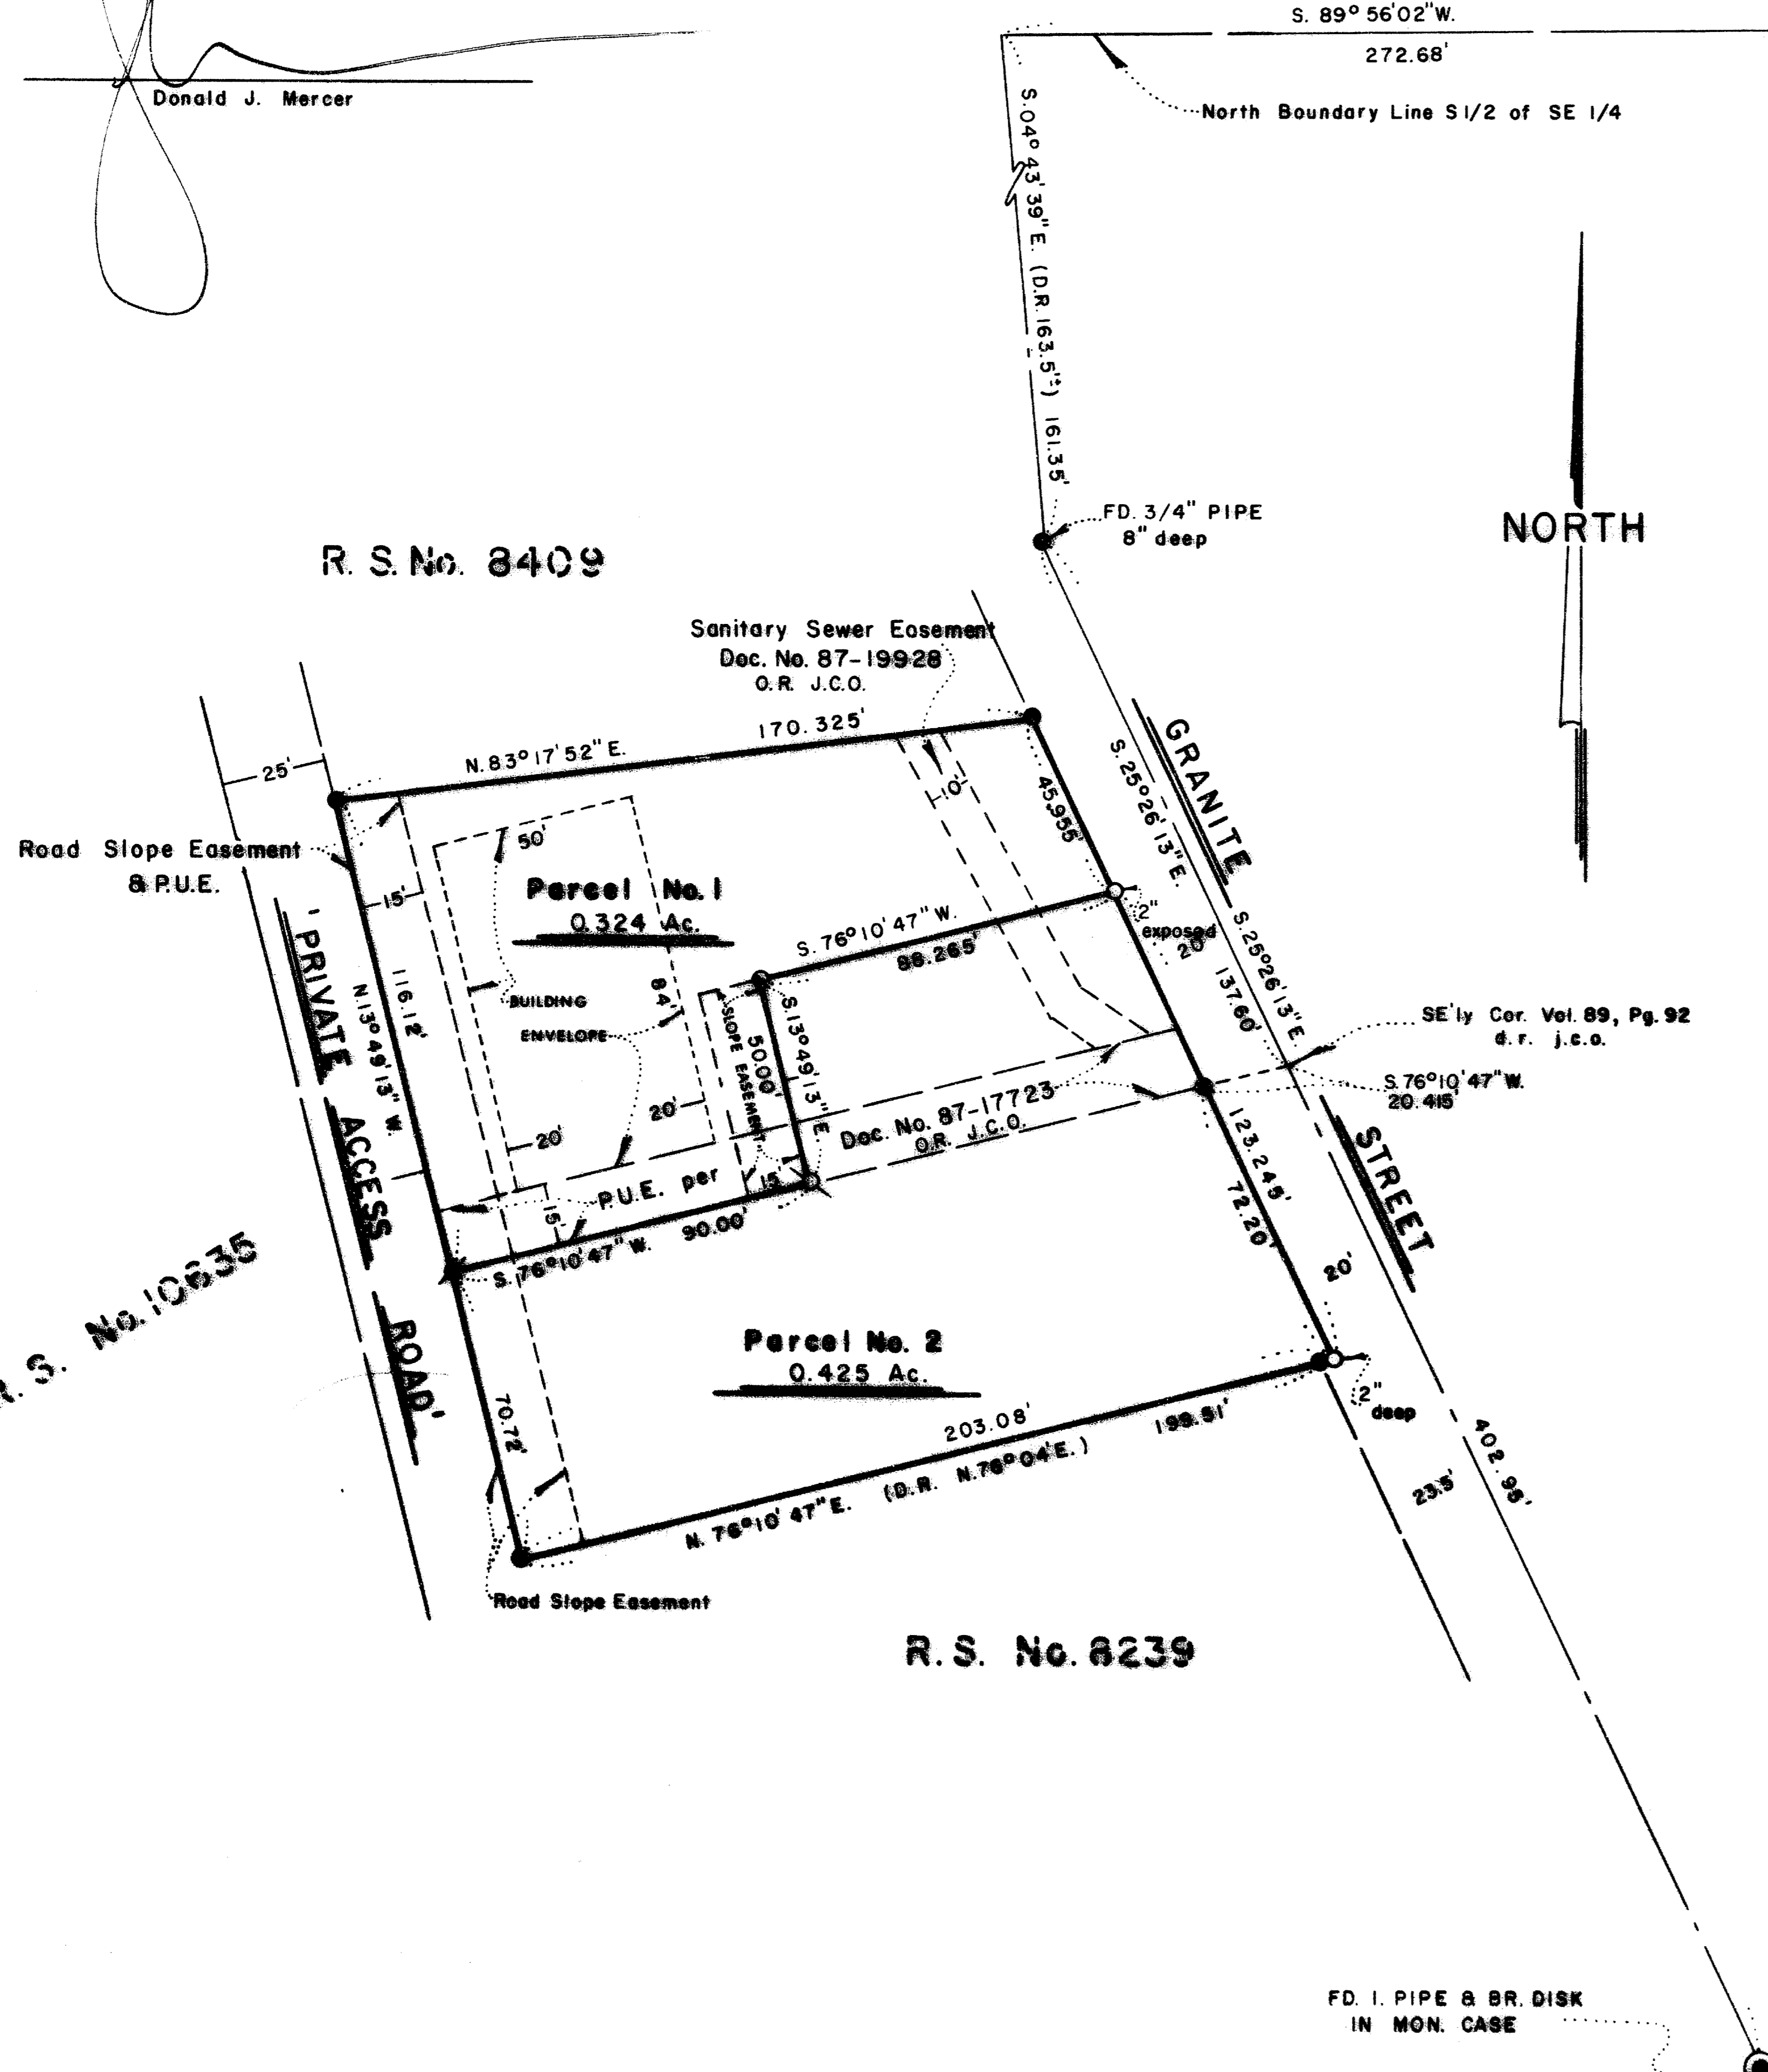 S. 89° 56'02"W.
272.68'
Donald J. Mercer
North Boundary Line S1/2 of SE 1/4
S.04° 43'39"E. (D.R. 163.5'±) 161.35'
FD. 3/4" PIPE
8" deep
NORTH
R. S. No. 8409
Sanitary Sewer Easement
Doc. No. 87-19928
O.R. J.C.O.
170.325'
N. 83° 17' 52" E.
25'
10'
45.955'
S. 25° 26' 13" E.
GRANITE
Road Slope Easement
& P.U.E.
50'
15'
Parcel No. 1
0.324 Ac.
S. 76° 10' 47" W.
88.265'
2"
exposed
20'
137.60'
S. 25°26'13" E.
'PRIVATE
ACCESS
ROAD'
116.12'
N. 13° 49' 13" W.
BUILDING
ENVELOPE
84'
SLOPE EASEMENT
50.00'
S. 13°49'13" E.
SE'ly Cor. Vol. 89, Pg. 92
d. r. j.c.o.
S. 76°10'47" W.
20.415'
20'
20'
Doc. No. 87-17723
O.R. J.C.O.
P.U.E. per
15'
15'
90.00'
S. 76°10'47" W.
123.245'
72.20'
STREET
20'
R. S. No. 10635
Parcel No. 2
0.425 Ac.
2"
deep
70.72'
203.08'
199.51'
N. 76°10' 47" E. (D.R. N.76°04'E.)
402.95'
23.5'
Road Slope Easement
R. S. No. 8239
FD. I. PIPE & BR. DISK
IN MON. CASE